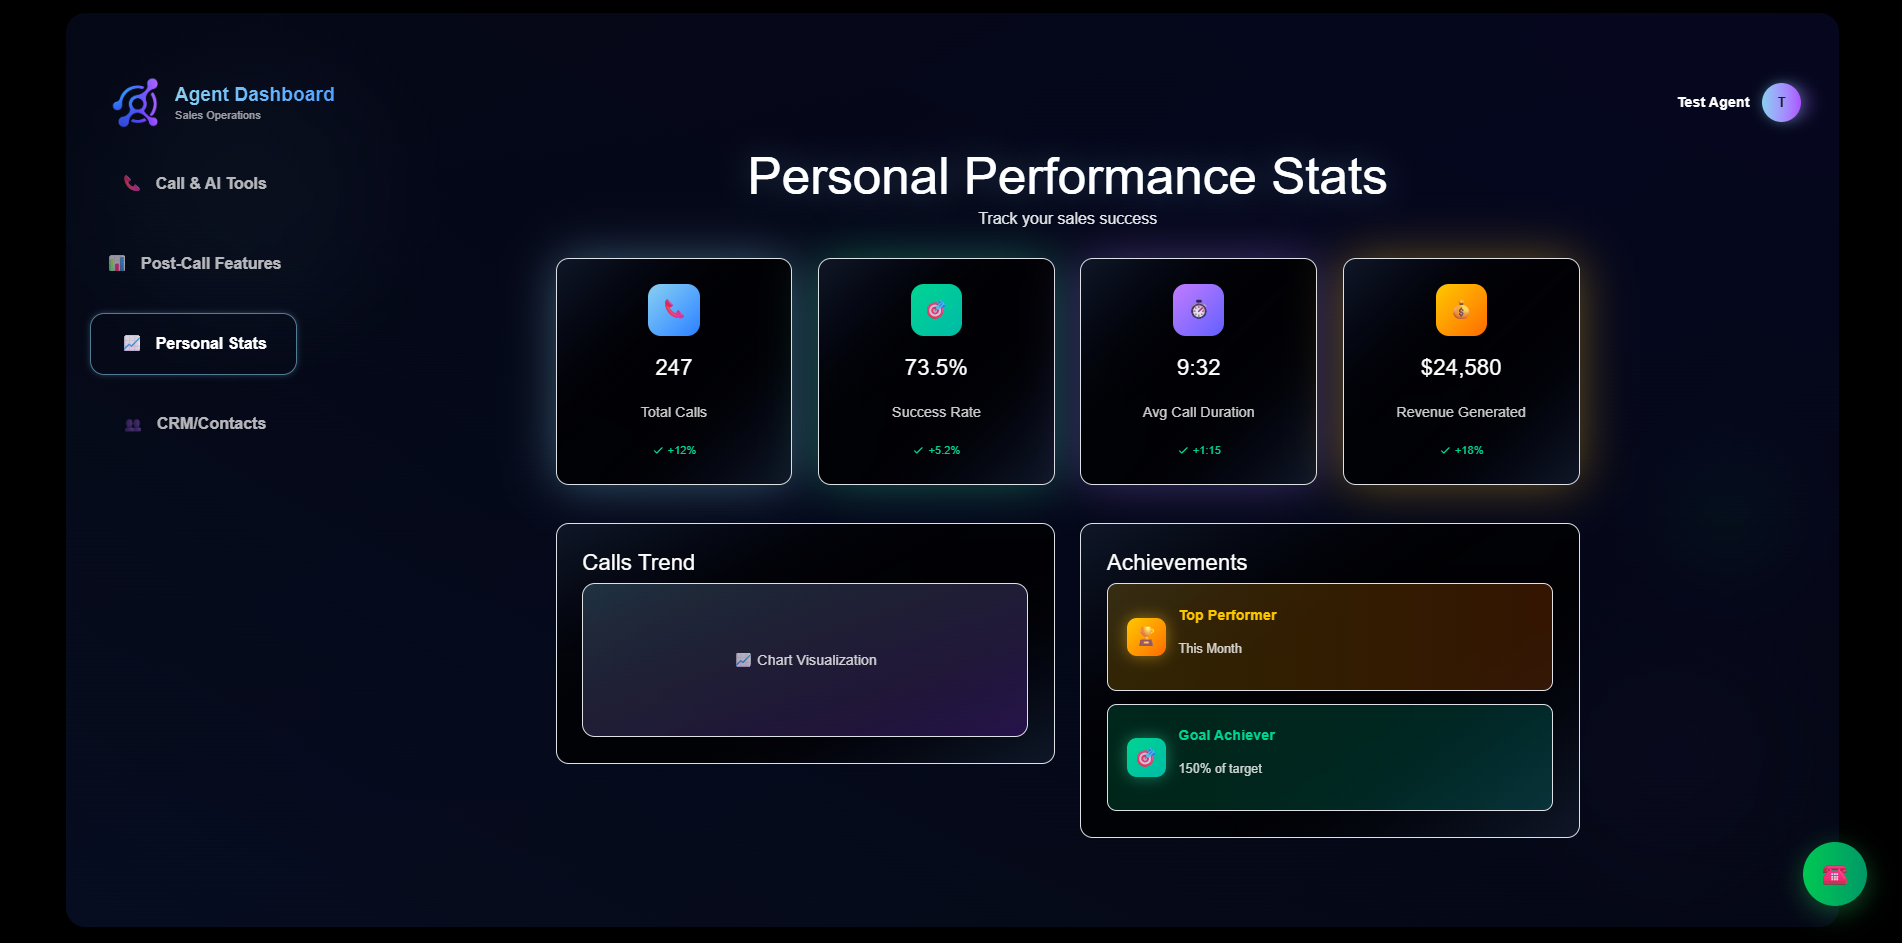 Agent Dashboard
Sales Operations
Test Agent
T
Call & AI Tools
Post-Call Features
Personal Stats
CRM/Contacts
Personal Performance Stats
Track your sales success
247
Total Calls
✓ +12%
73.5%
Success Rate
✓ +5.2%
9:32
Avg Call Duration
✓ +1:15
$24,580
Revenue Generated
✓ +18%
Calls Trend
Chart Visualization
Achievements
Top Performer
This Month
Goal Achiever
150% of target